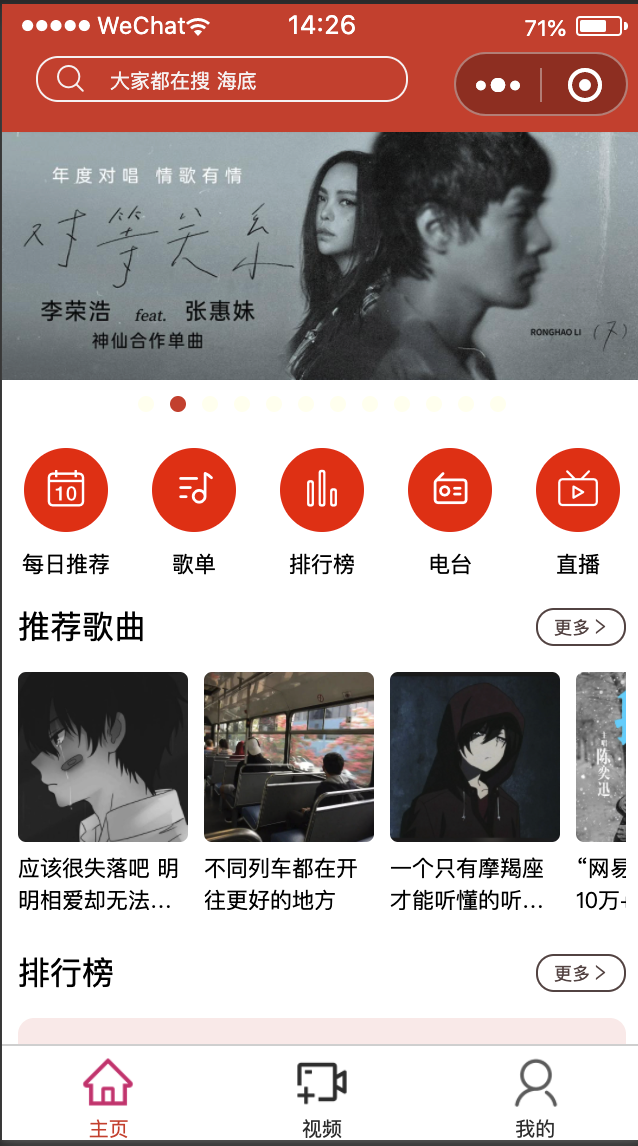 WeChat 14:26 71%
大家都在搜 海底
年度对唱 情歌有情
对等关系
李荣浩 feat. 张惠妹
神仙合作单曲
RONGHAO LI
10
每日推荐 歌单 排行榜 电台 直播
推荐歌曲 更多
陈奕迅
应该很失落吧 明
明相爱却无法...
不同列车都在开
往更好的地方
一个只有摩羯座
才能听懂的听...
“网易
10万+
排行榜 更多
主页 视频 我的